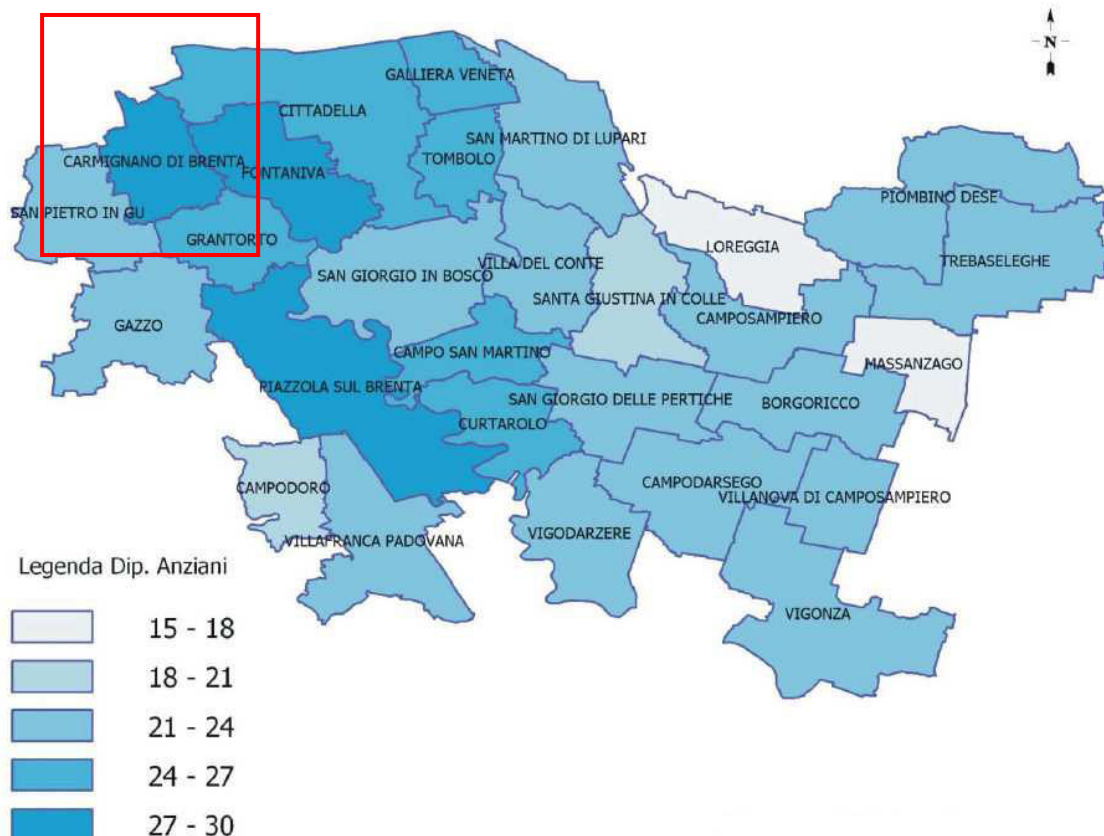 N
GALLIERA VENETA
CITTADELLA
SAN MARTINO DI LUPARI
CARMIGNANO DI BRENTA
TOMBOLO
FONTANIVA
PIOMBINO DESE
SAN PIETRO IN GU
GRANTORTO
LOREGGIA
TREBASELEGHE
SAN GIORGIO IN BOSCO
VILLA DEL CONTE
SANTA GIUSTINA IN COLLE
GAZZO
CAMPOSAMPIERO
CAMPO SAN MARTINO
MASSANZAGO
PIAZZOLA SUL BRENTA
SAN GIORGIO DELLE PERTICHE
BORGORICCO
CURTAROLO
CAMPODORO
CAMPODARSEGO
VILLANOVA DI CAMPOSAMPIERO
VILLAFRANCA PADOVANA
VIGODARZERE
VIGONZA
Legenda Dip. Anziani
15 - 18
18 - 21
21 - 24
24 - 27
27 - 30